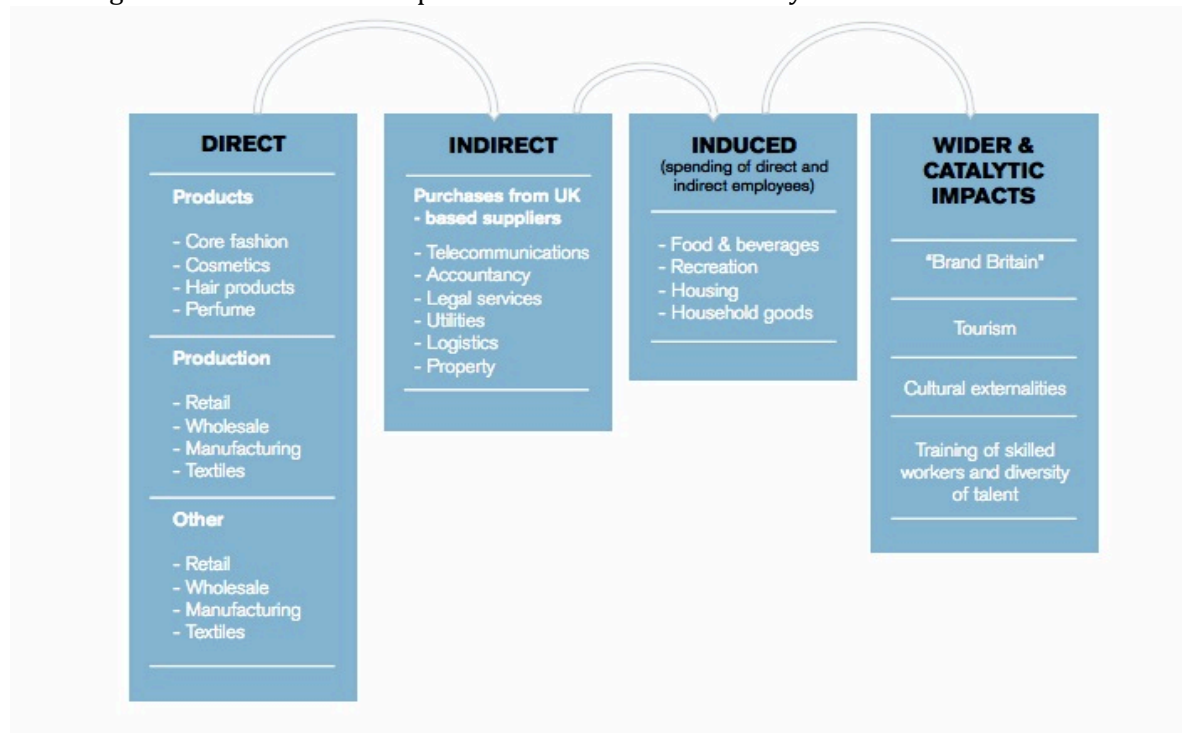 DIRECT
Products
- Core fashion
- Cosmetics
- Hair products
- Perfume
Production
- Retail
- Wholesale
- Manufacturing
- Textiles
Other
- Retail
- Wholesale
- Manufacturing
- Textiles
INDIRECT
Purchases from UK
- based suppliers
- Telecommunications
- Accountancy
- Legal services
- Utilities
- Logistics
- Property
INDUCED
(spending of direct and
indirect employees)
- Food & beverages
- Recreation
- Housing
- Household goods
WIDER &
CATALYTIC
IMPACTS
"Brand Britain"
Tourism
Cultural externalities
Training of skilled
workers and diversity
of talent